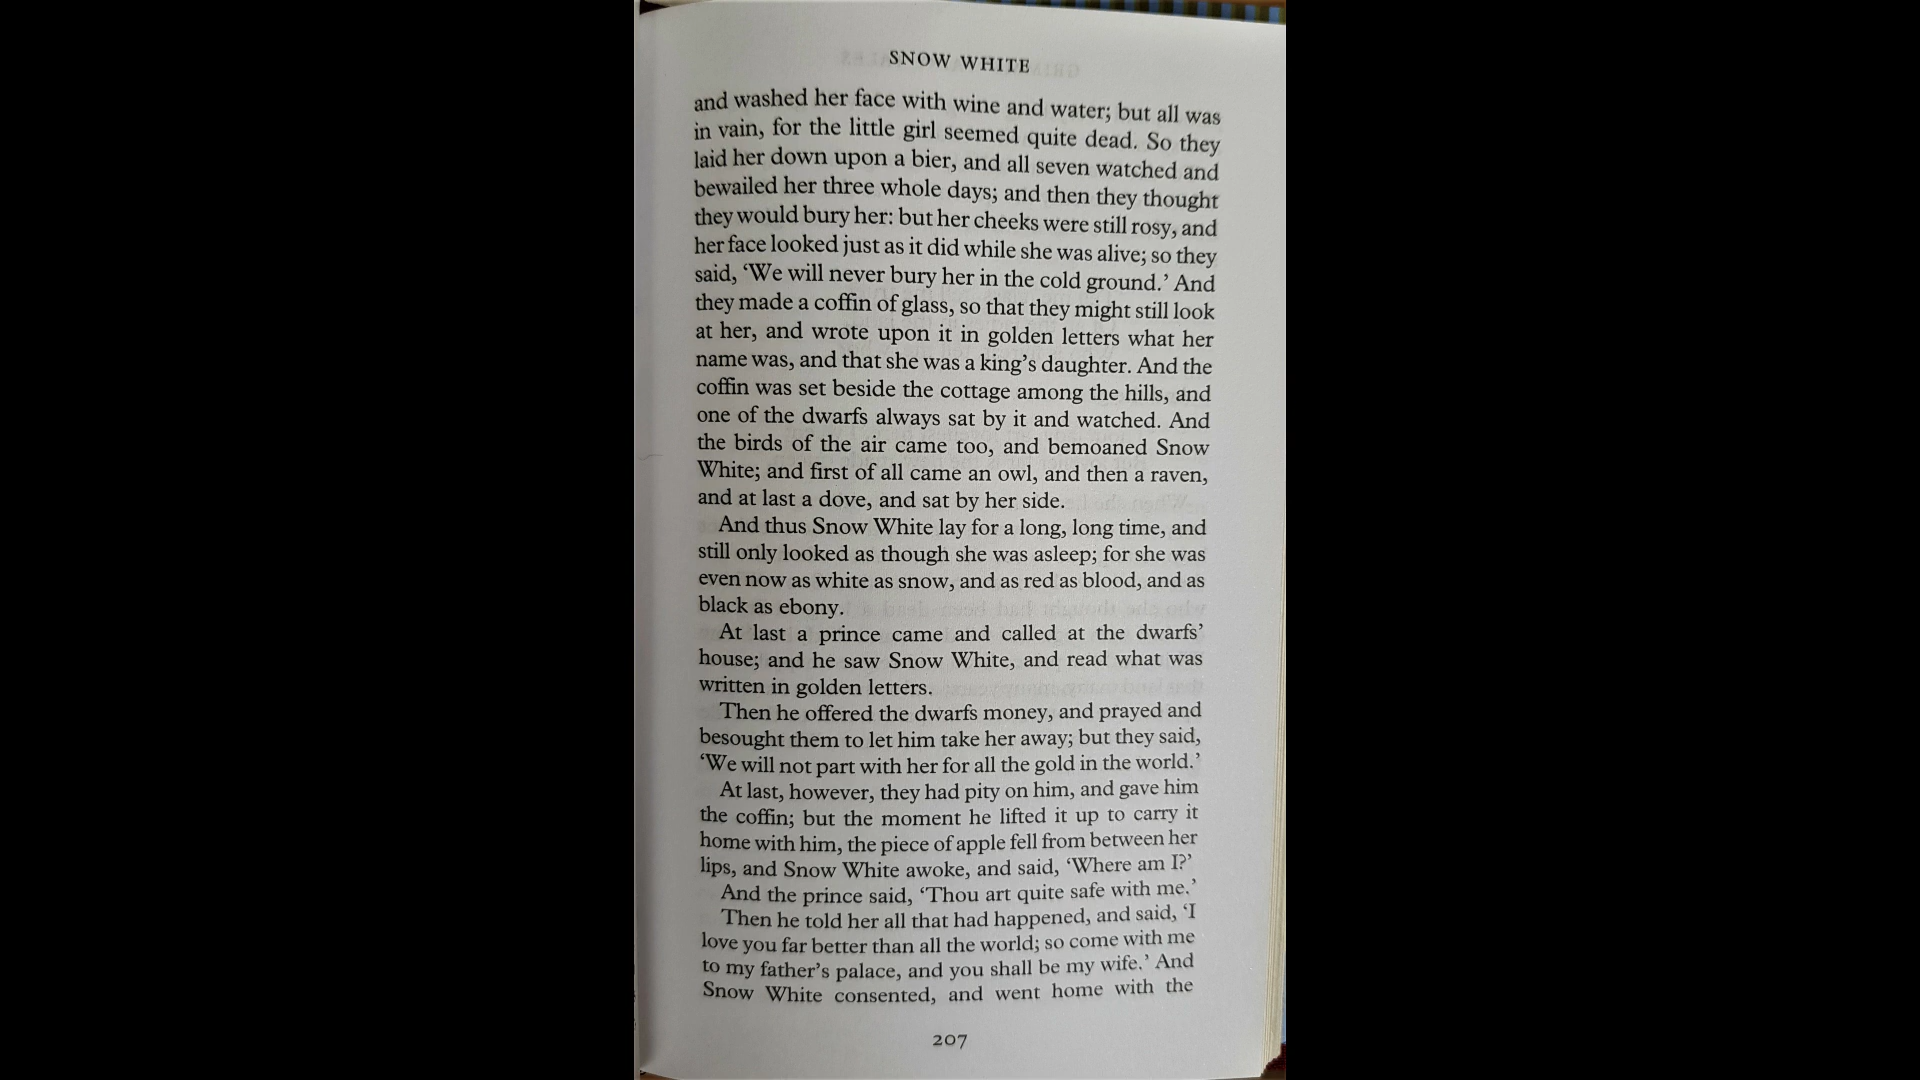 SNOW WHITE
and washed her face with wine and water; but all was
in vain, for the little girl seemed quite dead. So they
laid her down upon a bier, and all seven watched and
bewailed her three whole days; and then they thought
they would bury her: but her cheeks were still rosy, and
her face looked just as it did while she was alive; so they
said, ‘We will never bury her in the cold ground.’ And
they made a coffin of glass, so that they might still look
at her, and wrote upon it in golden letters what her
name was, and that she was a king’s daughter. And the
coffin was set beside the cottage among the hills, and
one of the dwarfs always sat by it and watched. And
the birds of the air came too, and bemoaned Snow
White; and first of all came an owl, and then a raven,
and at last a dove, and sat by her side.
And thus Snow White lay for a long, long time, and
still only looked as though she was asleep; for she was
even now as white as snow, and as red as blood, and as
black as ebony.
At last a prince came and called at the dwarfs’
house; and he saw Snow White, and read what was
written in golden letters.
Then he offered the dwarfs money, and prayed and
besought them to let him take her away; but they said,
‘We will not part with her for all the gold in the world.’
At last, however, they had pity on him, and gave him
the coffin; but the moment he lifted it up to carry it
home with him, the piece of apple fell from between her
lips, and Snow White awoke, and said, ‘Where am I?’
And the prince said, ‘Thou art quite safe with me.’
Then he told her all that had happened, and said, ‘I
love you far better than all the world; so come with me
to my father’s palace, and you shall be my wife.’ And
Snow White consented, and went home with the
207